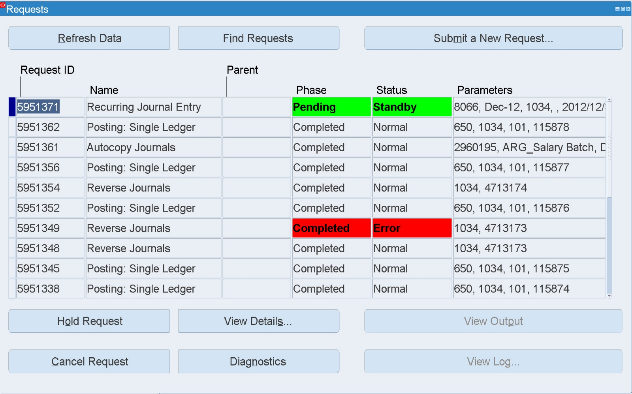 Requests
Refresh Data Find Requests Submit a New Request...
Request ID Parent
Name Phase Status Parameters
5951371 Recurring Journal Entry Pending Standby 8066, Dec-12, 1034, , 2012/12/
5951362 Posting: Single Ledger Completed Normal 650, 1034, 101, 115878
5951361 Autocopy Journals Completed Normal 2960195, ARG_Salary Batch, D
5951356 Posting: Single Ledger Completed Normal 650, 1034, 101, 115877
5951354 Reverse Journals Completed Normal 1034, 4713174
5951352 Posting: Single Ledger Completed Normal 650, 1034, 101, 115876
5951349 Reverse Journals Completed Error 1034, 4713173
5951348 Reverse Journals Completed Normal 1034, 4713173
5951345 Posting: Single Ledger Completed Normal 650, 1034, 101, 115875
5951338 Posting: Single Ledger Completed Normal 650, 1034, 101, 115874
Hold Request View Details... View Output
Cancel Request Diagnostics View Log...